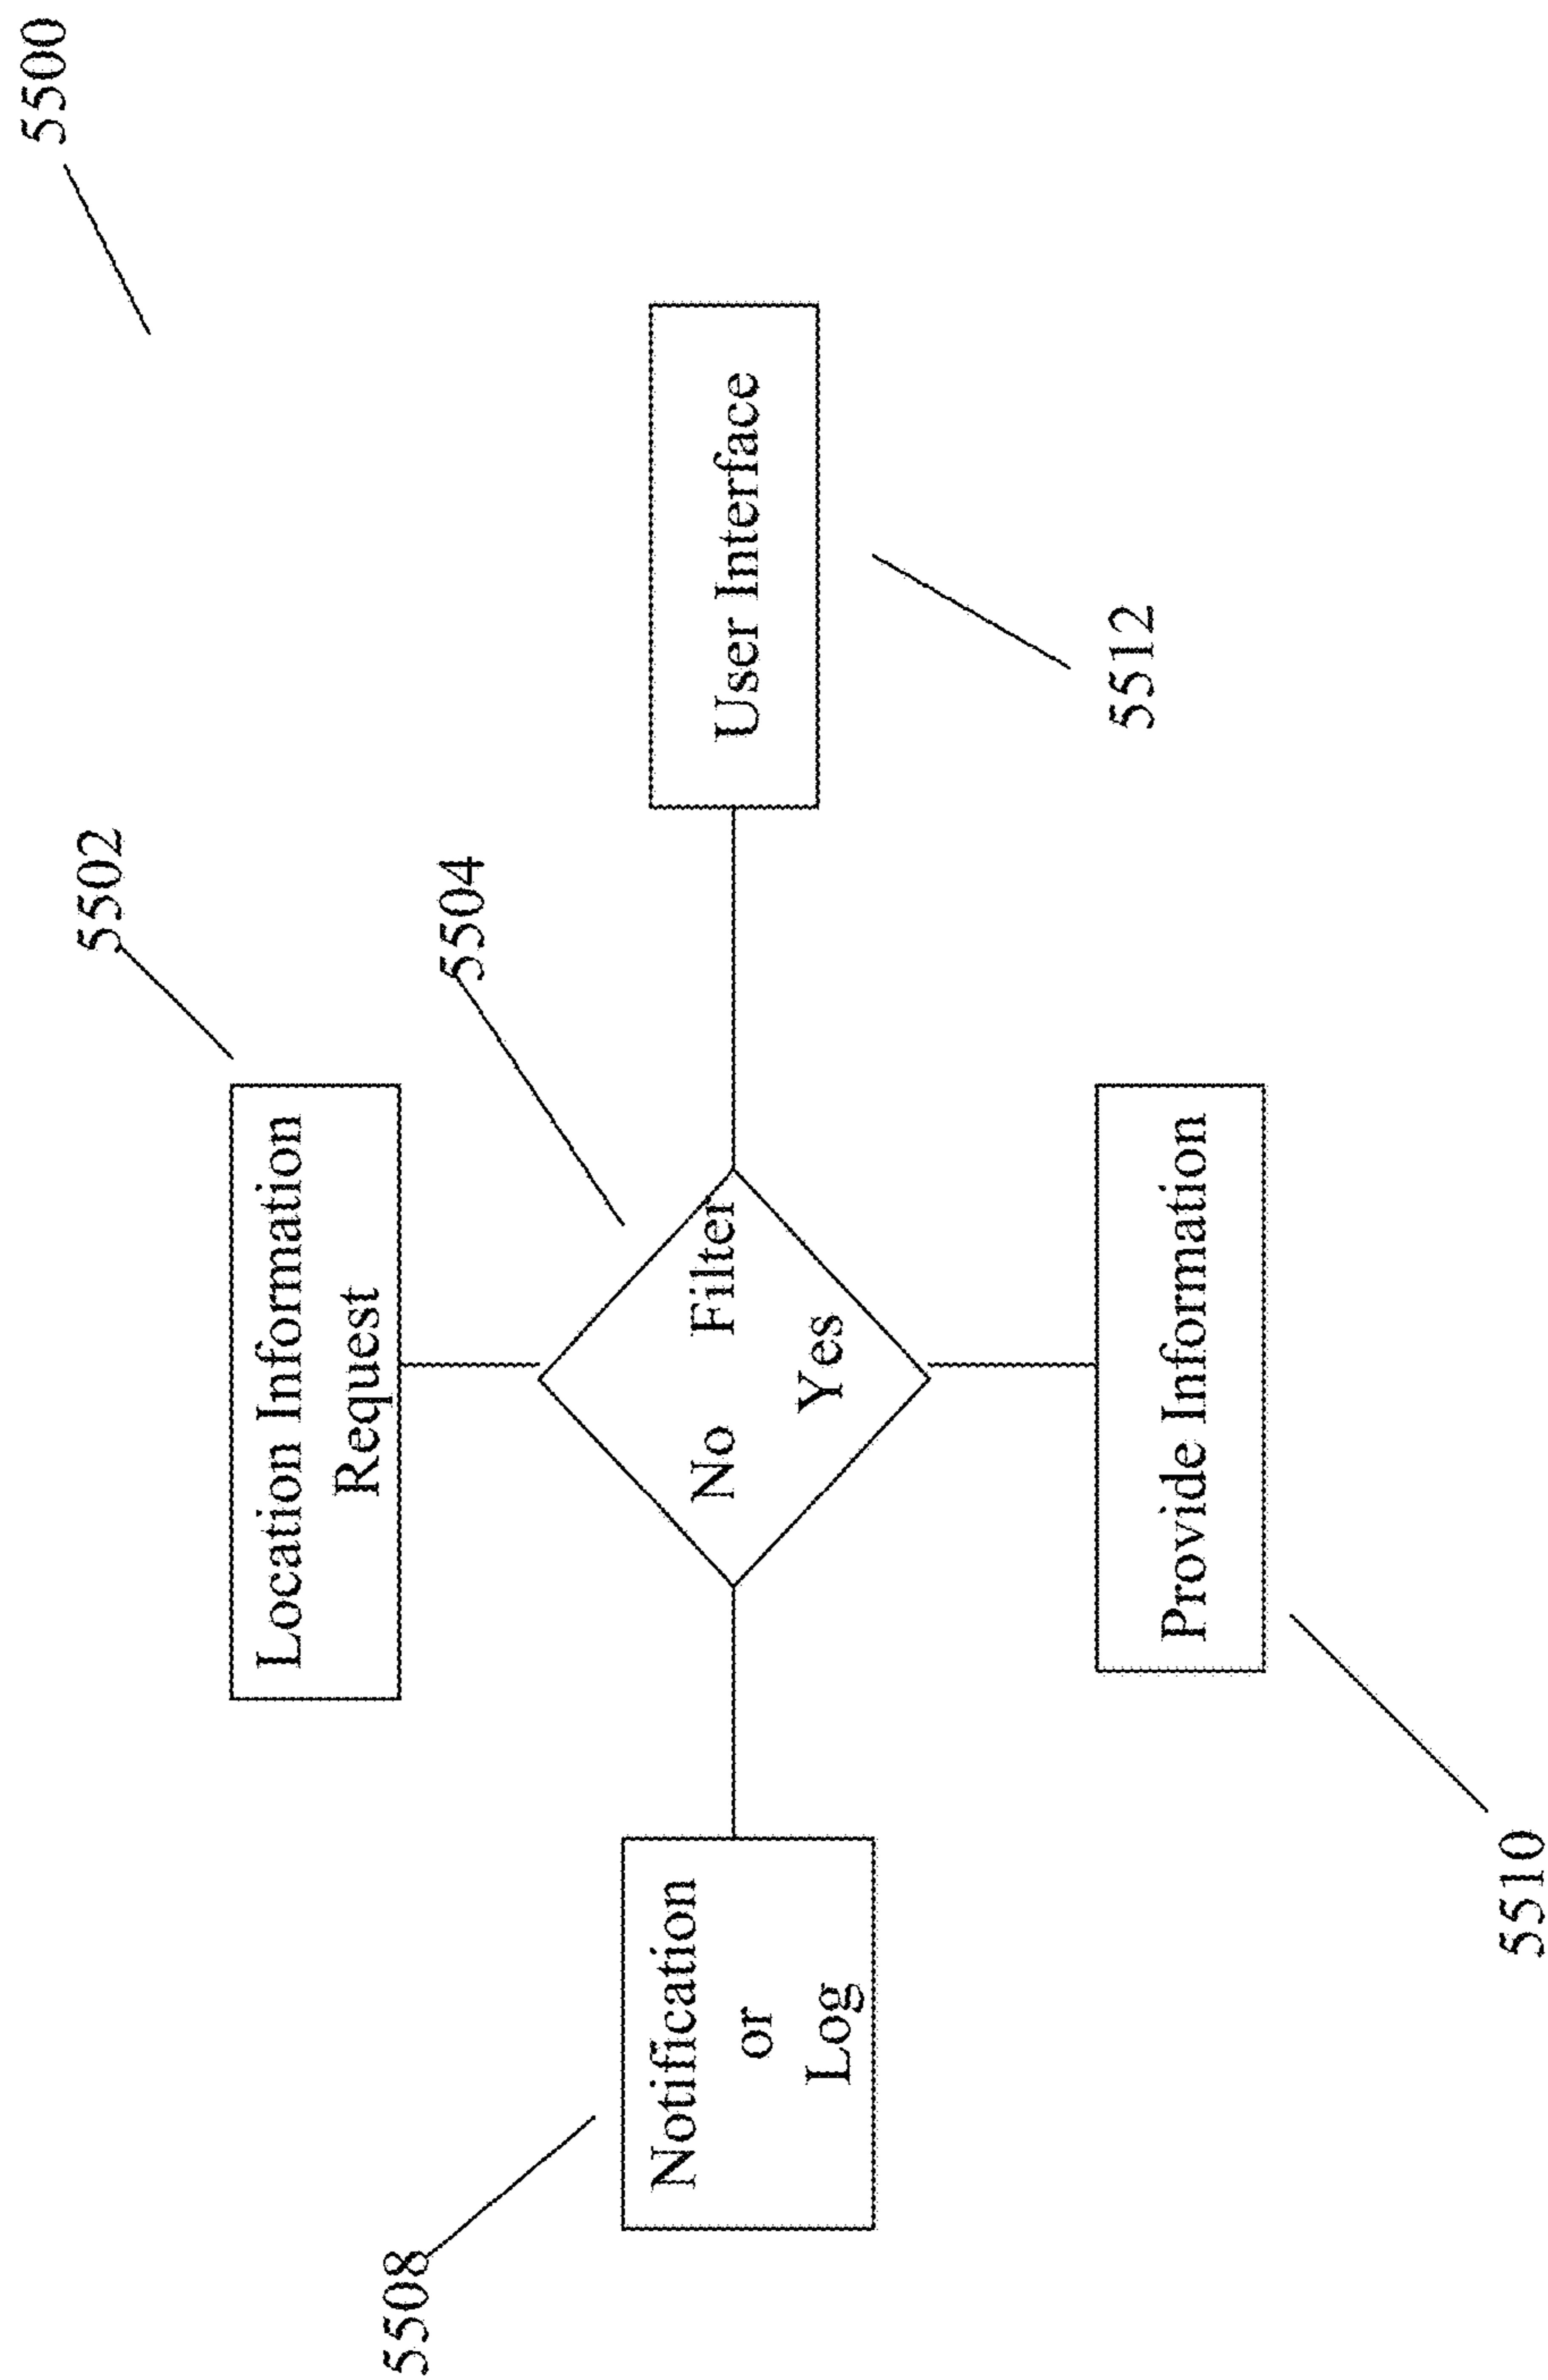 5500
5502
Location Information
Request
5504
5508
Notification
or
Log
No Filter
Yes
User Interface
5512
Provide Information
5510